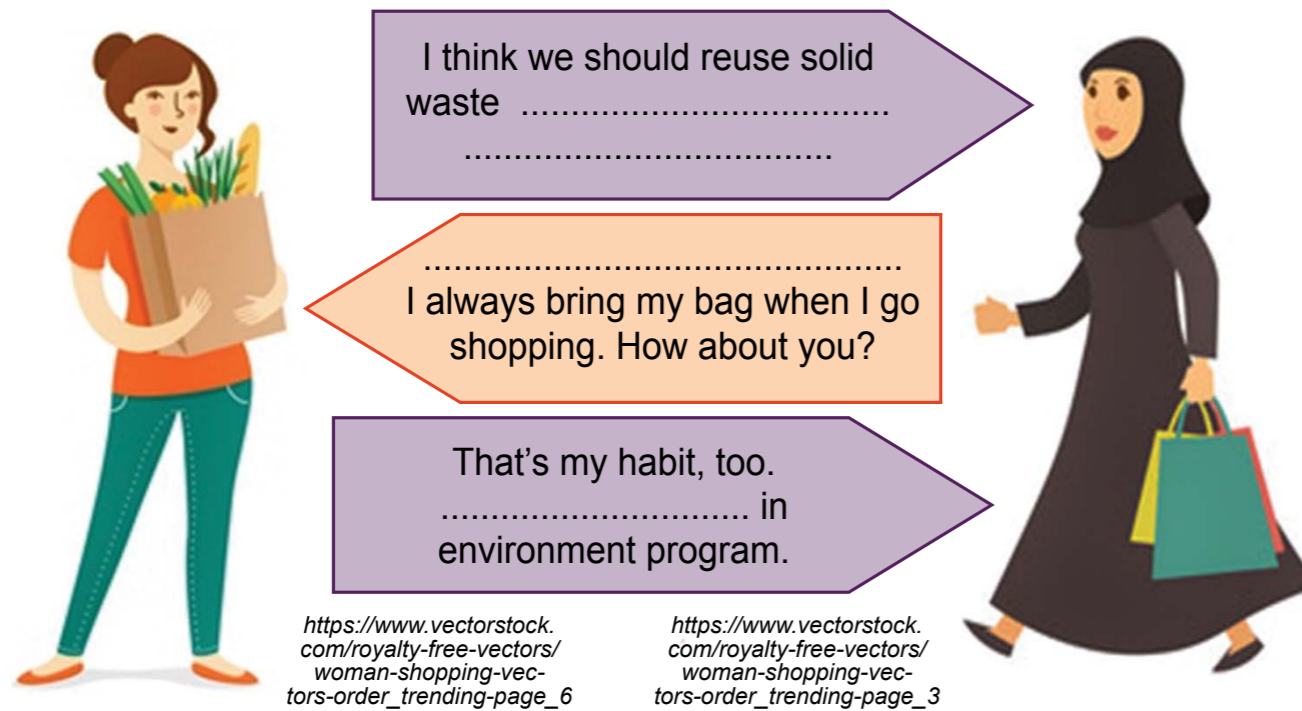 I think we should reuse solid
waste ....................................
....................................
...............................................
I always bring my bag when I go
shopping. How about you?
That's my habit, too.
.............................. in
environment program.
https://www.vectorstock.
com/royalty-free-vectors/
woman-shopping-vec-
tors-order_trending-page_6
https://www.vectorstock.
com/royalty-free-vectors/
woman-shopping-vec-
tors-order_trending-page_3